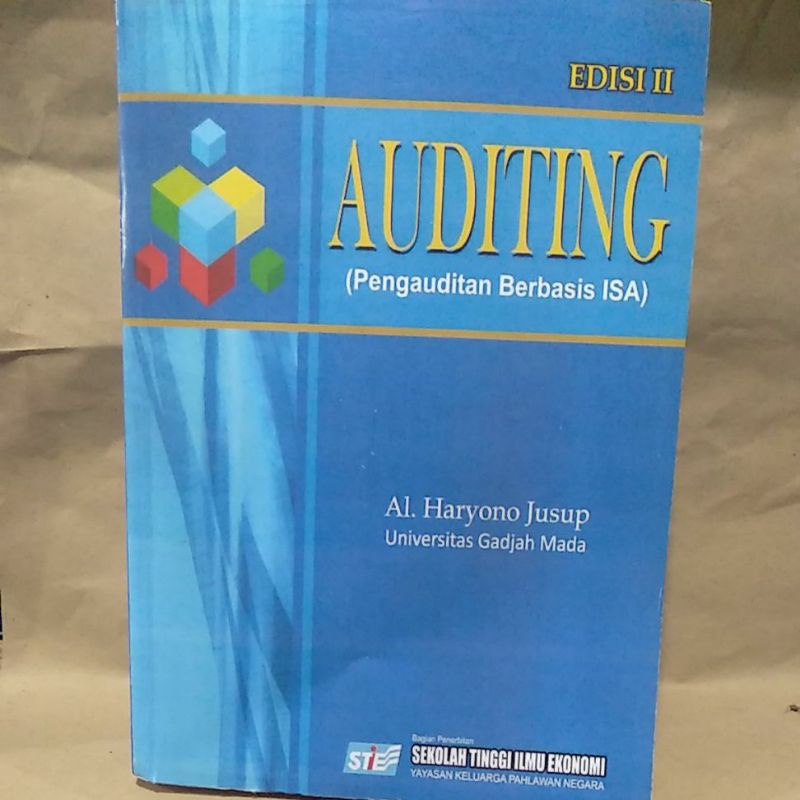 EDISI II
AUDITING
(Pengauditan Berbasis ISA)
Al. Haryono Jusup
Universitas Gadjah Mada
Bagian Penerbitan
STIE
SEKOLAH TINGGI ILMU EKONOMI
YAYASAN KELUARGA PAHLAWAN NEGARA